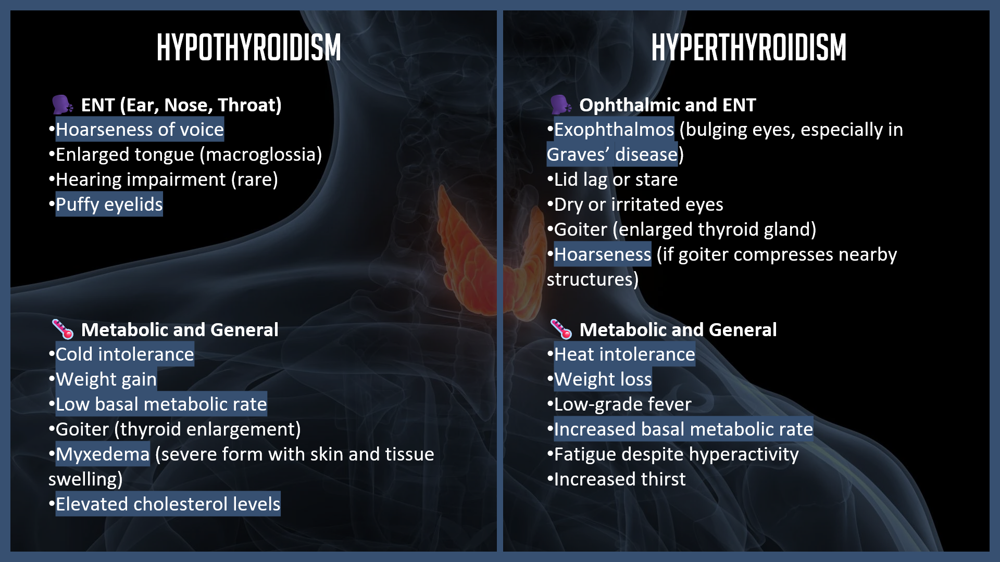 HYPOTHYROIDISM
ENT (Ear, Nose, Throat)
•Hoarseness of voice
•Enlarged tongue (macroglossia)
•Hearing impairment (rare)
•Puffy eyelids
Metabolic and General
•Cold intolerance
•Weight gain
•Low basal metabolic rate
•Goiter (thyroid enlargement)
•Myxedema (severe form with skin and tissue
swelling)
•Elevated cholesterol levels
HYPERTHYROIDISM
Ophthalmic and ENT
•Exophthalmos (bulging eyes, especially in
Graves’ disease)
•Lid lag or stare
•Dry or irritated eyes
•Goiter (enlarged thyroid gland)
•Hoarseness (if goiter compresses nearby
structures)
Metabolic and General
•Heat intolerance
•Weight loss
•Low-grade fever
•Increased basal metabolic rate
•Fatigue despite hyperactivity
•Increased thirst